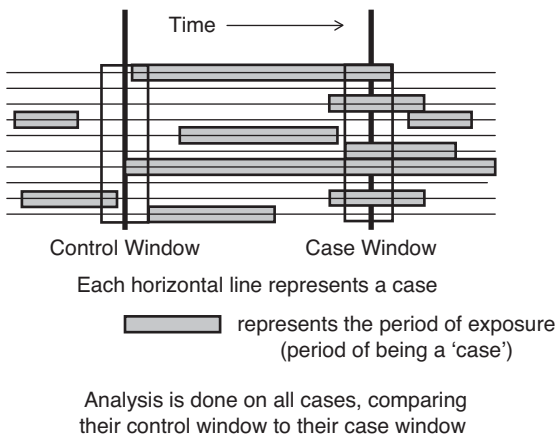 Time
Control Window
Case Window
Each horizontal line represents a case
represents the period of exposure
(period of being a ‘case’)
Analysis is done on all cases, comparing
their control window to their case window